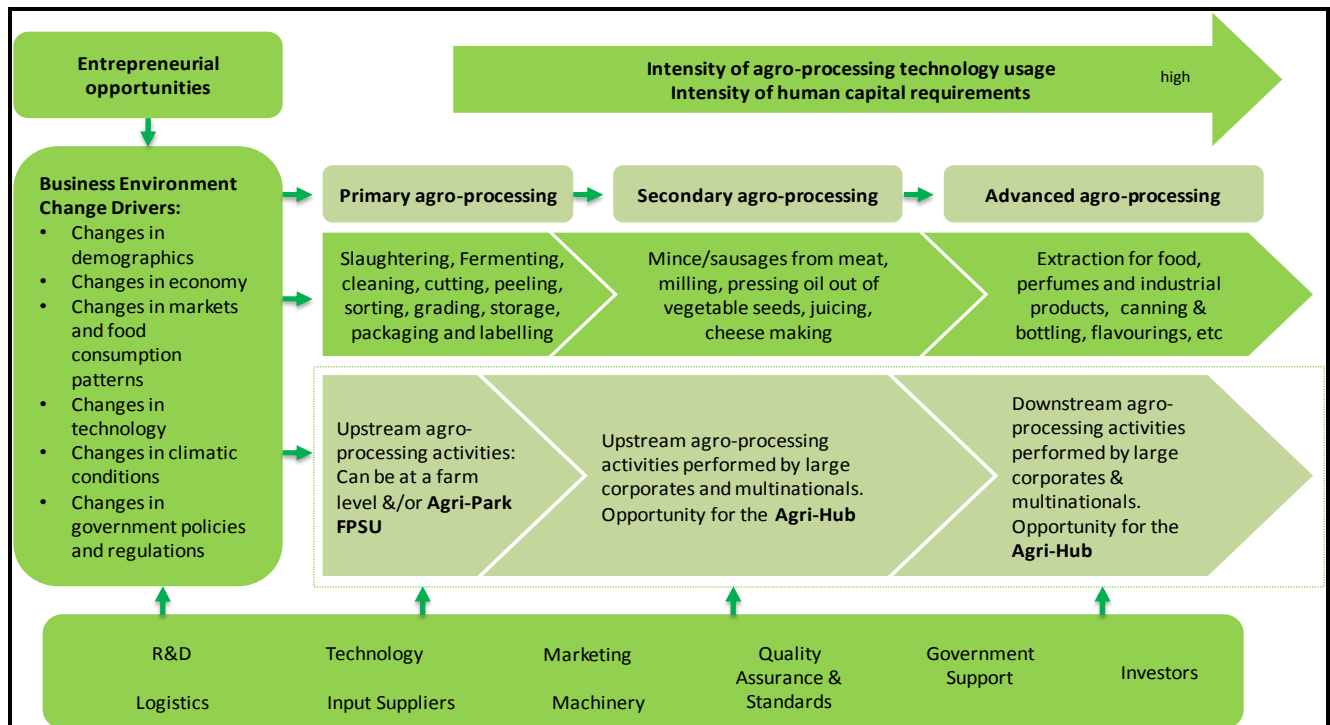 Entrepreneurial
opportunities
Intensity of agro-processing technology usage
Intensity of human capital requirements
high
Business Environment
Change Drivers:
• Changes in
demographics
• Changes in economy
• Changes in markets
and food
consumption
patterns
• Changes in
technology
• Changes in climatic
conditions
• Changes in
government policies
and regulations
Primary agro-processing
Secondary agro-processing
Advanced agro-processing
Slaughtering, Fermenting,
cleaning, cutting, peeling,
sorting, grading, storage,
packaging and labelling
Mince/sausages from meat,
milling, pressing oil out of
vegetable seeds, juicing,
cheese making
Extraction for food,
perfumes and industrial
products, canning &
bottling, flavourings, etc
Upstream agro-
processing activities:
Can be at a farm
level &/or Agri-Park
FPSU
Upstream agro-processing
activities performed by large
corporates and multinationals.
Opportunity for the Agri-Hub
Downstream agro-
processing activities
performed by large
corporates &
multinationals.
Opportunity for the
Agri-Hub
R&D
Technology
Marketing
Quality
Assurance &
Standards
Government
Support
Investors
Logistics
Input Suppliers
Machinery